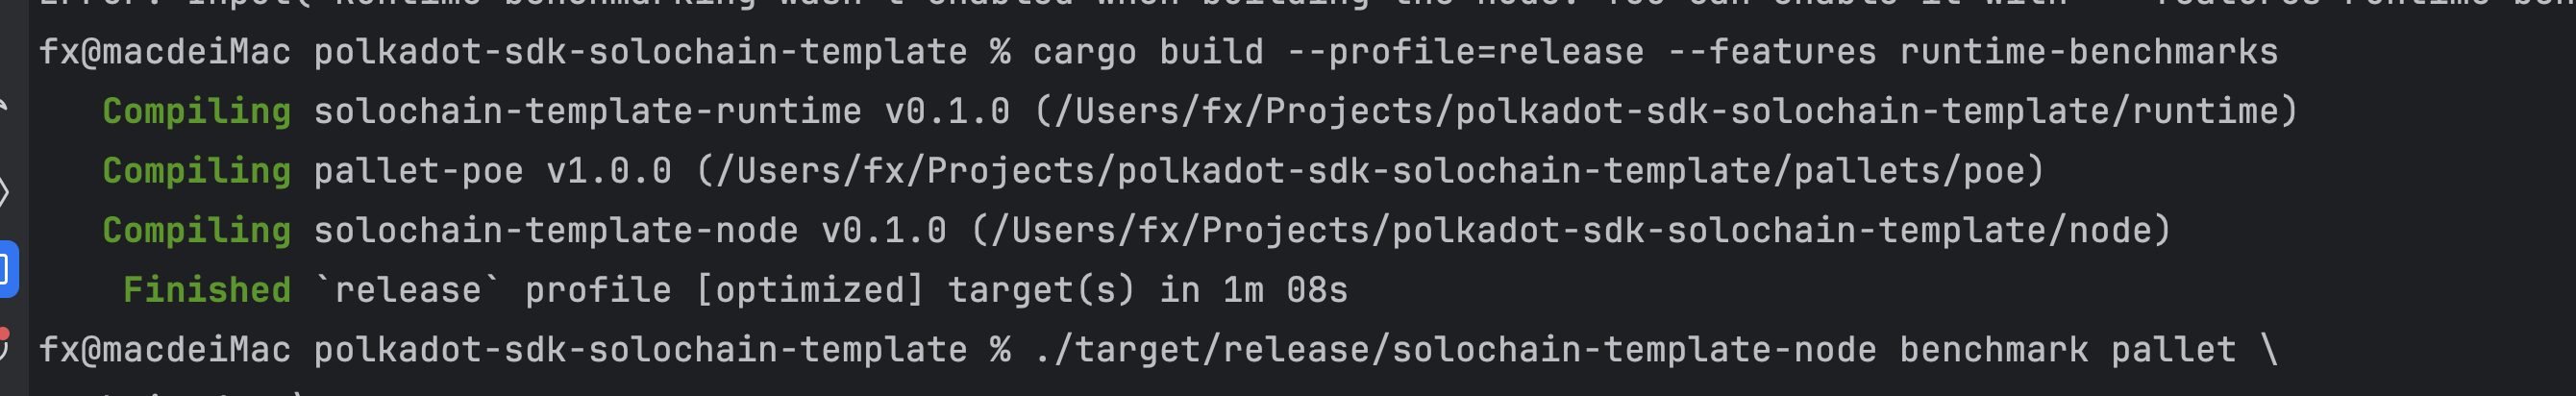 fx@macdeiMac polkadot-sdk-solochain-template % cargo build --profile=release --features runtime-benchmarks
Compiling solochain-template-runtime v0.1.0 (/Users/fx/Projects/polkadot-sdk-solochain-template/runtime)
Compiling pallet-poe v1.0.0 (/Users/fx/Projects/polkadot-sdk-solochain-template/pallets/poe)
Compiling solochain-template-node v0.1.0 (/Users/fx/Projects/polkadot-sdk-solochain-template/node)
Finished `release` profile [optimized] target(s) in 1m 08s
fx@macdeiMac polkadot-sdk-solochain-template % ./target/release/solochain-template-node benchmark pallet \